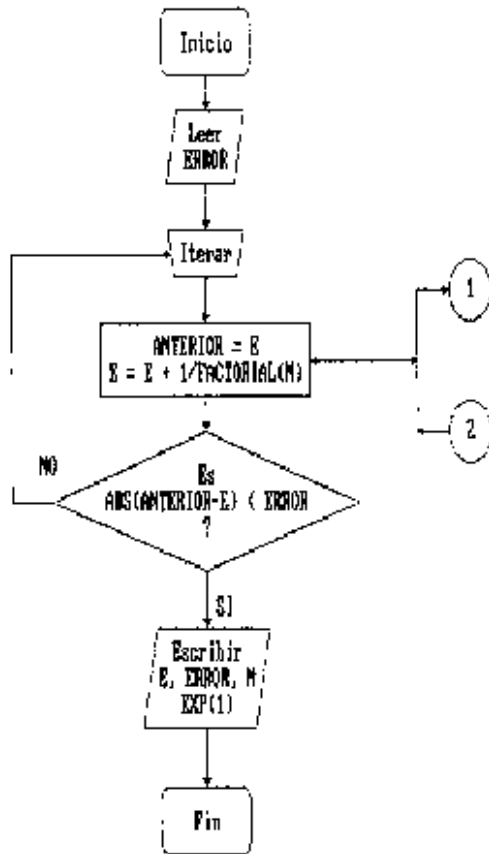 Inicio
Leer
ERROR
Iterar
1
ANTERIOR = E
E = E + 1/FACTORIAL(N)
2
NO
Es
ABS(ANTERIOR-E) < ERROR
?
SI
Escribir
E, ERROR, N
EXP(1)
Fin